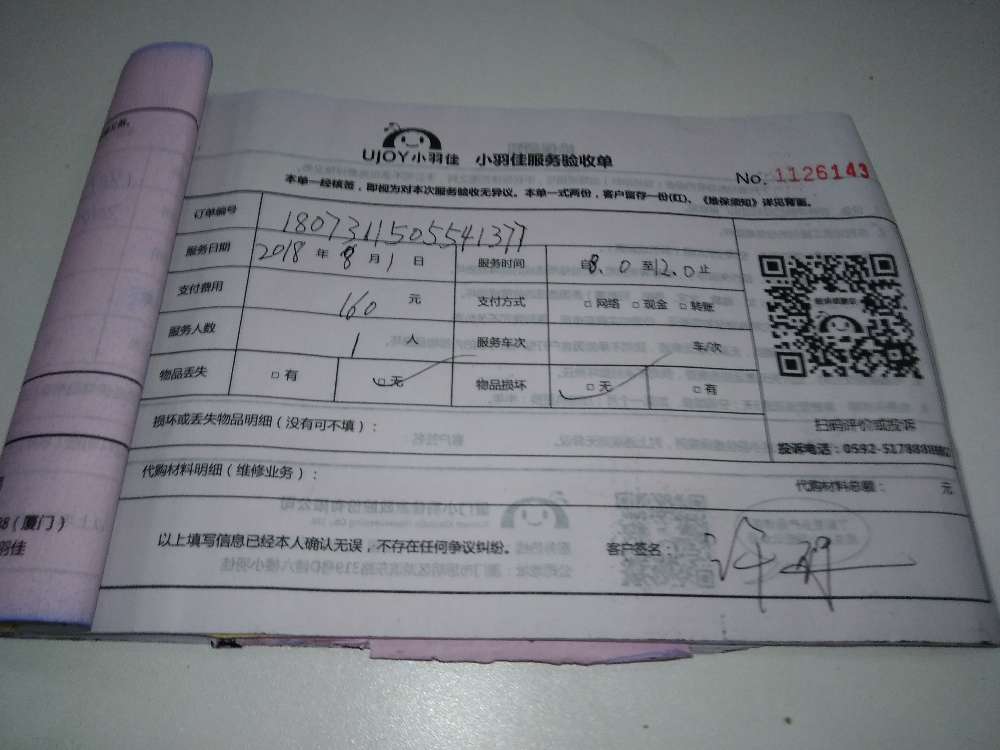 UJOY小羽佳 小羽佳服务验收单
No. 1126143
本单一经核签，即视为对本次服务验收无异议。本单一式两份，客户留存一份(红)、《维保须知》详见背面。
订单编号 1807311505541377
服务日期 2018 年 8 月 1 日 服务时间 自8.0 至12.0止
支付费用 160 元 支付方式 □网络 □现金 □转账
服务人数 1 人 服务车次 车/次
物品丢失 □有 □无 物品损坏 □无 □有
扫码评价或投诉
损坏或丢失物品明细（没有可不填）：
投诉电话：0592-5178
代购材料明细（维修业务）： 代购材料总额： 元
以上填写信息已经本人确认无误，不存在任何争议纠纷。 客户签名：
（厦门）
羽佳